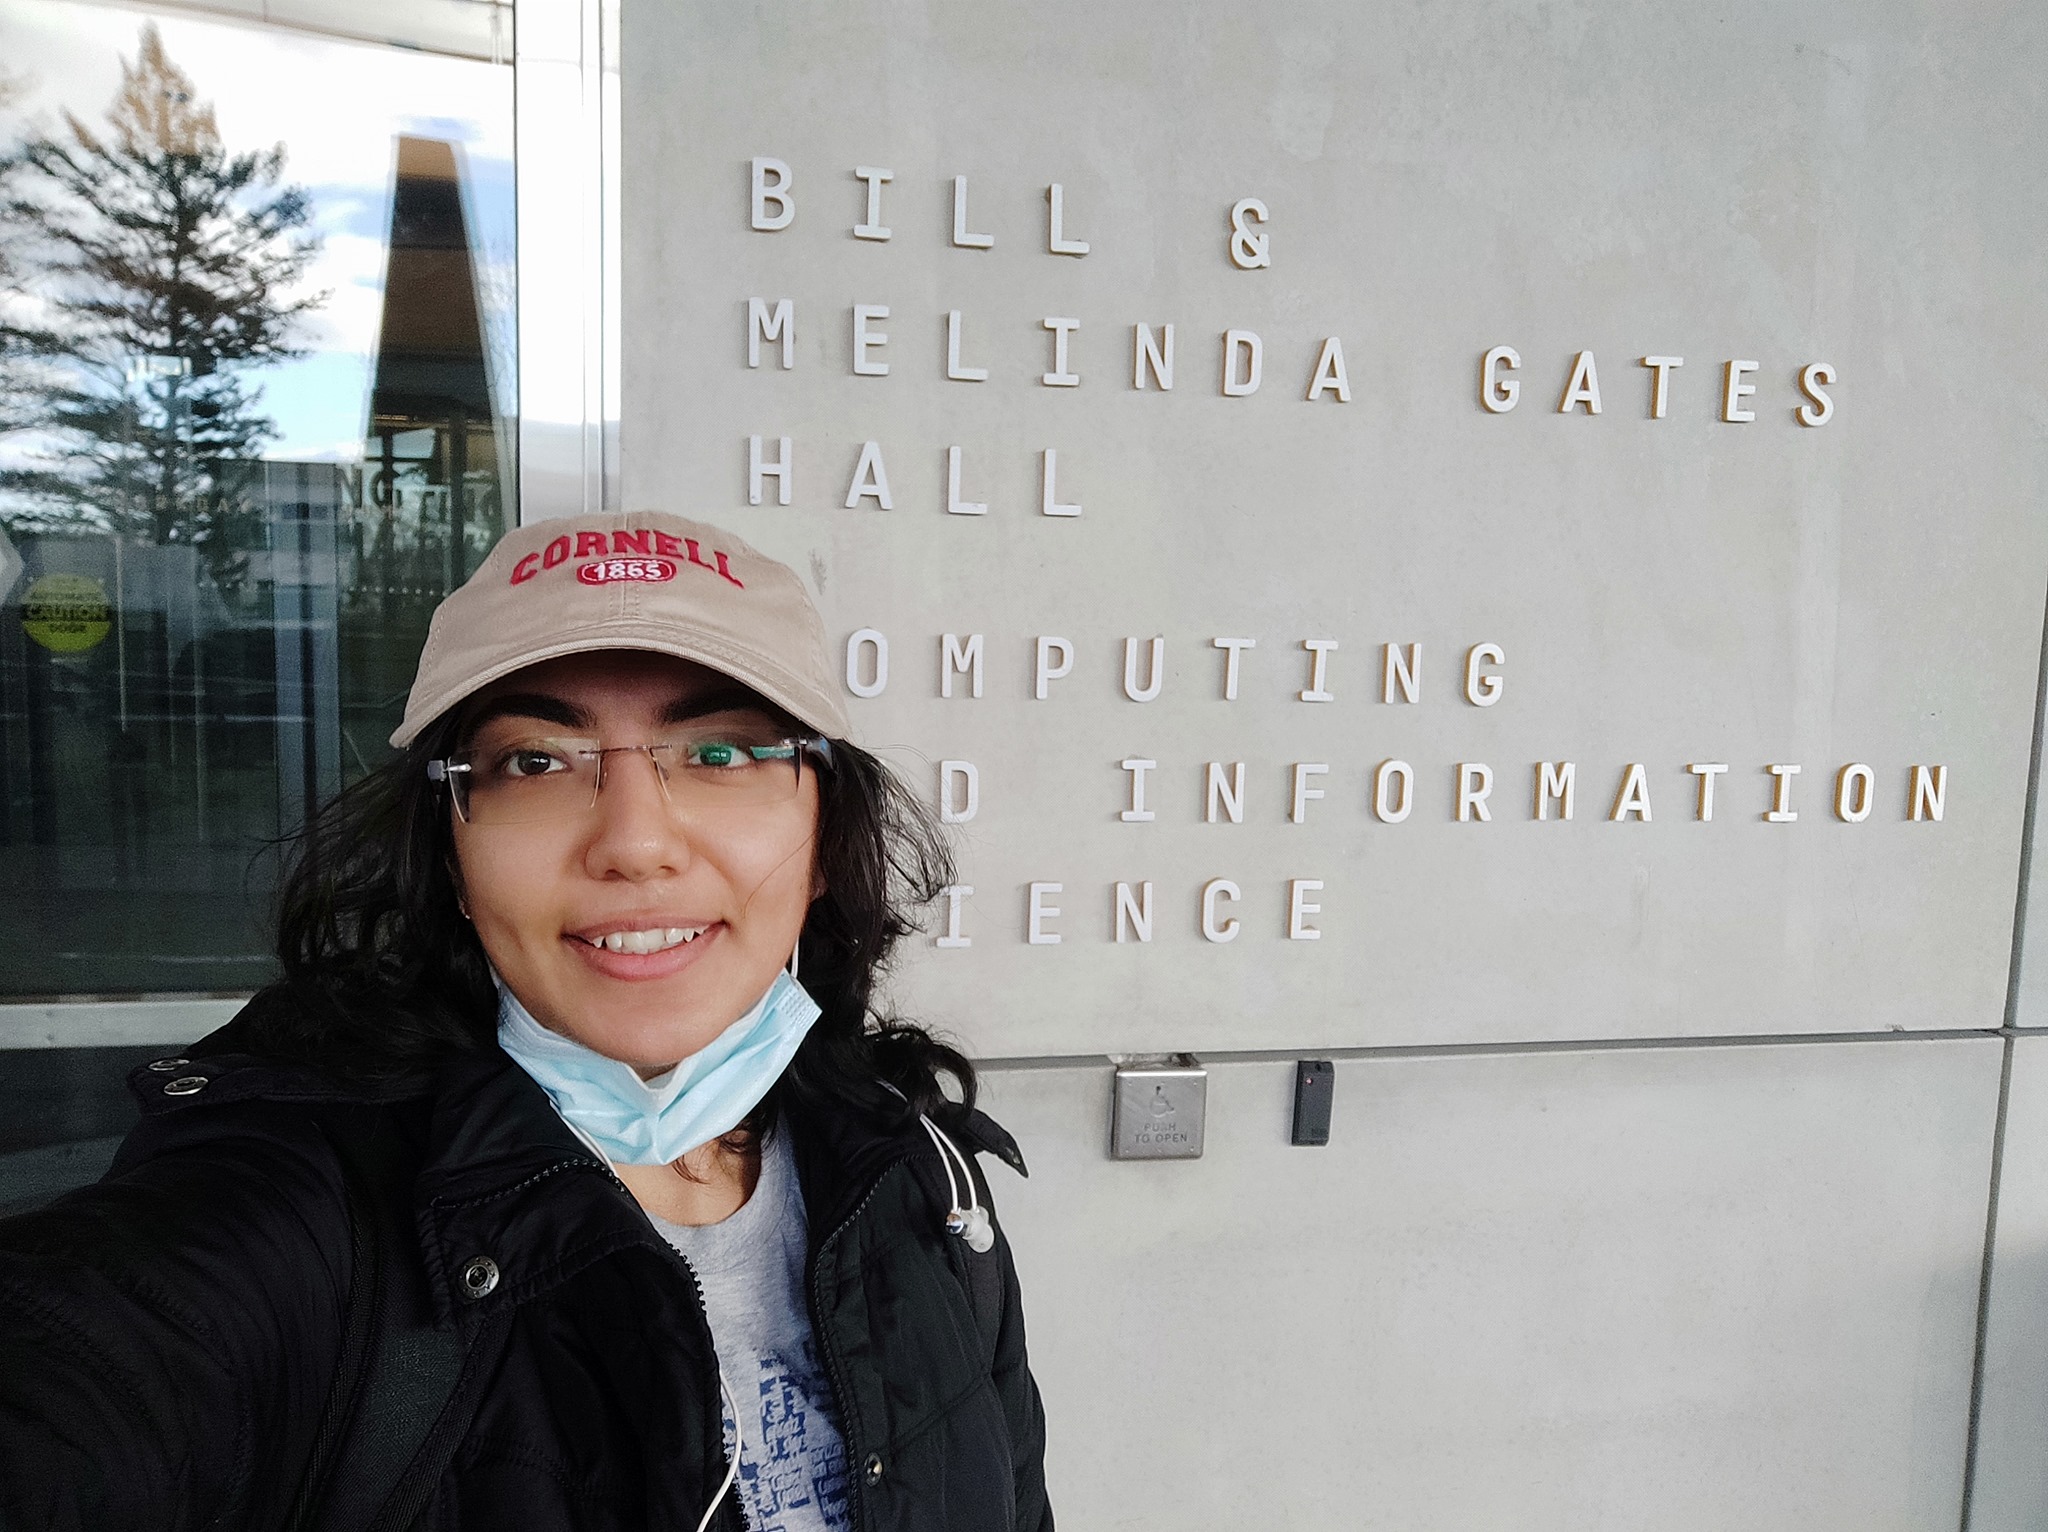 BILL &
MELINDA GATES
HALL
OMPUTING
D INFORMATION
IENCE
CORNELL
1865
CAUTION
PUSH
TO OPEN